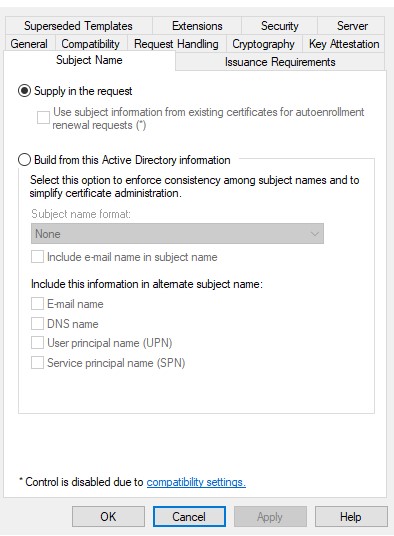 Superseded Templates Extensions Security Server
General Compatibility Request Handling Cryptography Key Attestation
Subject Name Issuance Requirements
Supply in the request
Use subject information from existing certificates for autoenrollment
renewal requests (*)
Build from this Active Directory information
Select this option to enforce consistency among subject names and to
simplify certificate administration.
Subject name format:
None
Include e-mail name in subject name
Include this information in alternate subject name:
E-mail name
DNS name
User principal name (UPN)
Service principal name (SPN)
* Control is disabled due to compatibility settings.
OK Cancel Apply Help